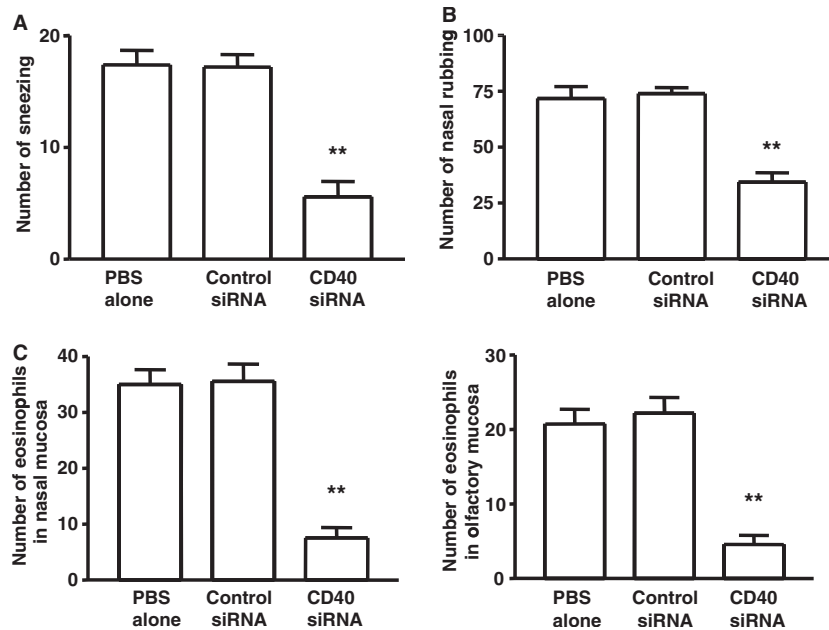 A
Number of sneezing
20
10
0
**
PBS
alone
Control
siRNA
CD40
siRNA
B
Number of nasal rubbing
100
75
50
25
0
**
PBS
alone
Control
siRNA
CD40
siRNA
C
Number of eosinophils
in nasal mucosa
40
30
20
10
0
**
PBS
alone
Control
siRNA
CD40
siRNA
Number of eosinophils
in olfactory mucosa
30
20
10
0
**
PBS
alone
Control
siRNA
CD40
siRNA